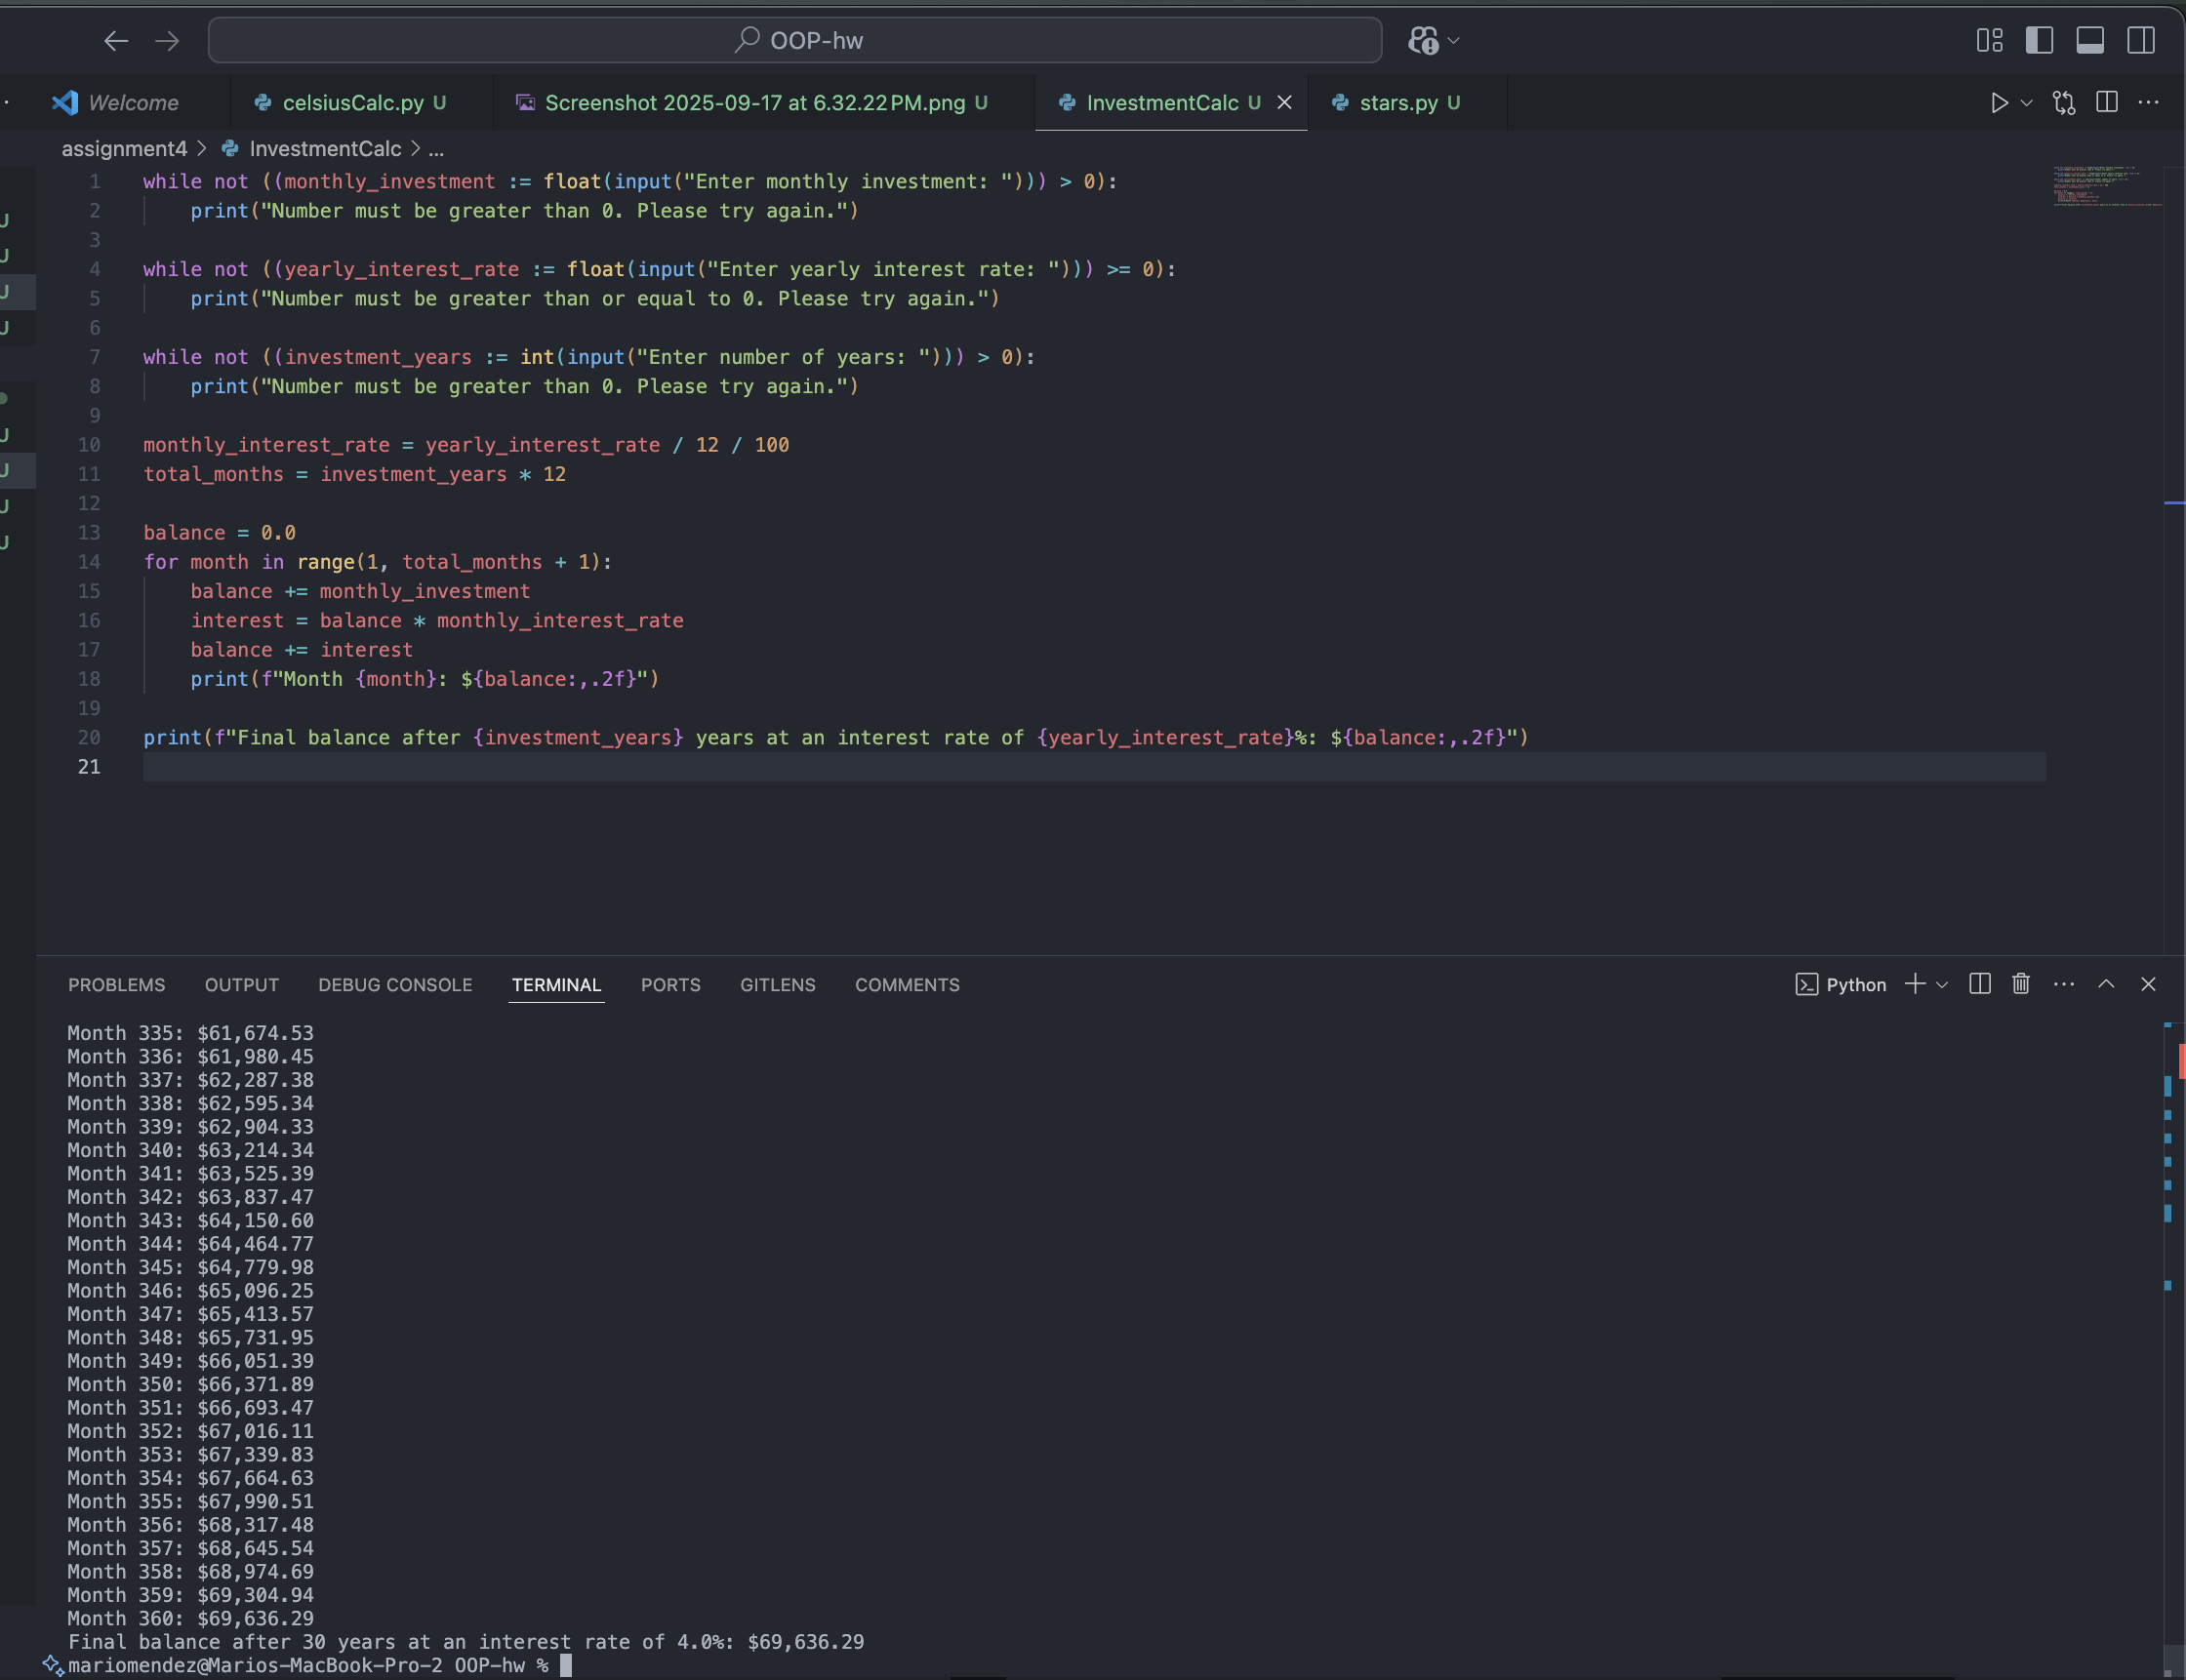 OOP-hw
Welcome
celsiusCalc.py U
Screenshot 2025-09-17 at 6.32.22 PM.png U
InvestmentCalc U
stars.py U
assignment4 > InvestmentCalc > ...
1 while not ((monthly_investment := float(input("Enter monthly investment: "))) > 0):
2     print("Number must be greater than 0. Please try again.")
3
4 while not ((yearly_interest_rate := float(input("Enter yearly interest rate: "))) >= 0):
5     print("Number must be greater than or equal to 0. Please try again.")
6
7 while not ((investment_years := int(input("Enter number of years: "))) > 0):
8     print("Number must be greater than 0. Please try again.")
9
10 monthly_interest_rate = yearly_interest_rate / 12 / 100
11 total_months = investment_years * 12
12
13 balance = 0.0
14 for month in range(1, total_months + 1):
15     balance += monthly_investment
16     interest = balance * monthly_interest_rate
17     balance += interest
18     print(f"Month {month}: ${balance:,.2f}")
19
20 print(f"Final balance after {investment_years} years at an interest rate of {yearly_interest_rate}%: ${balance:,.2f}")
21
U
U
U
U
U
U
U
U
PROBLEMS OUTPUT DEBUG CONSOLE TERMINAL PORTS GITLENS COMMENTS
Python
Month 335: $61,674.53
Month 336: $61,980.45
Month 337: $62,287.38
Month 338: $62,595.34
Month 339: $62,904.33
Month 340: $63,214.34
Month 341: $63,525.39
Month 342: $63,837.47
Month 343: $64,150.60
Month 344: $64,464.77
Month 345: $64,779.98
Month 346: $65,096.25
Month 347: $65,413.57
Month 348: $65,731.95
Month 349: $66,051.39
Month 350: $66,371.89
Month 351: $66,693.47
Month 352: $67,016.11
Month 353: $67,339.83
Month 354: $67,664.63
Month 355: $67,990.51
Month 356: $68,317.48
Month 357: $68,645.54
Month 358: $68,974.69
Month 359: $69,304.94
Month 360: $69,636.29
Final balance after 30 years at an interest rate of 4.0%: $69,636.29
mariomendez@Marios-MacBook-Pro-2 OOP-hw %